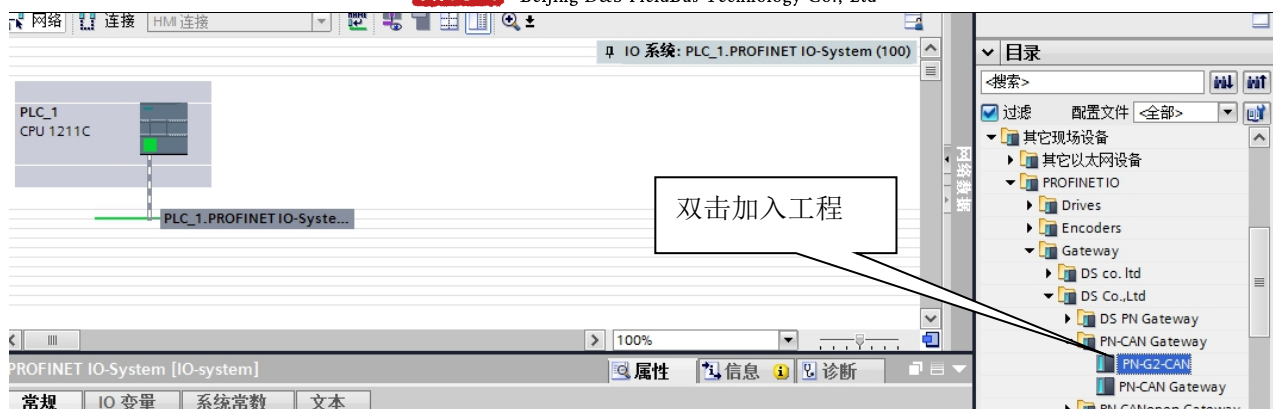 Beijing D&S FieldBus Technology Co., Ltd
网络 连接 HMI 连接
IO 系统: PLC_1.PROFINET IO-System (100)
PLC_1
CPU 1211C
PLC_1.PROFINET IO-Syste...
双击加入工程
网络数据
100%
PROFINET IO-System [IO-system]
属性 信息 诊断
常规 IO 变量 系统常数 文本
目录
<搜索>
过滤 配置文件 <全部>
其它现场设备
其它以太网设备
PROFINET IO
Drives
Encoders
Gateway
DS co. ltd
DS Co.,Ltd
DS PN Gateway
PN-CAN Gateway
PN-G2-CAN
PN-CAN Gateway
PN CANopen Gateway